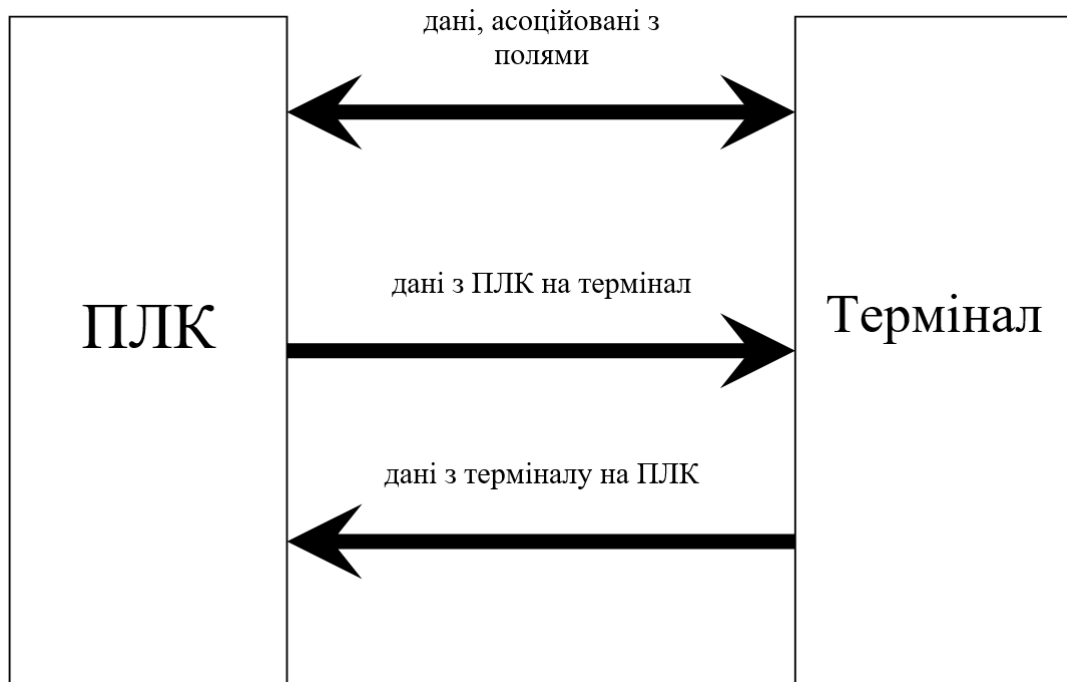 дані, асоційовані з
полями
дані з ПЛК на термінал
ПЛК
Термінал
дані з терміналу на ПЛК